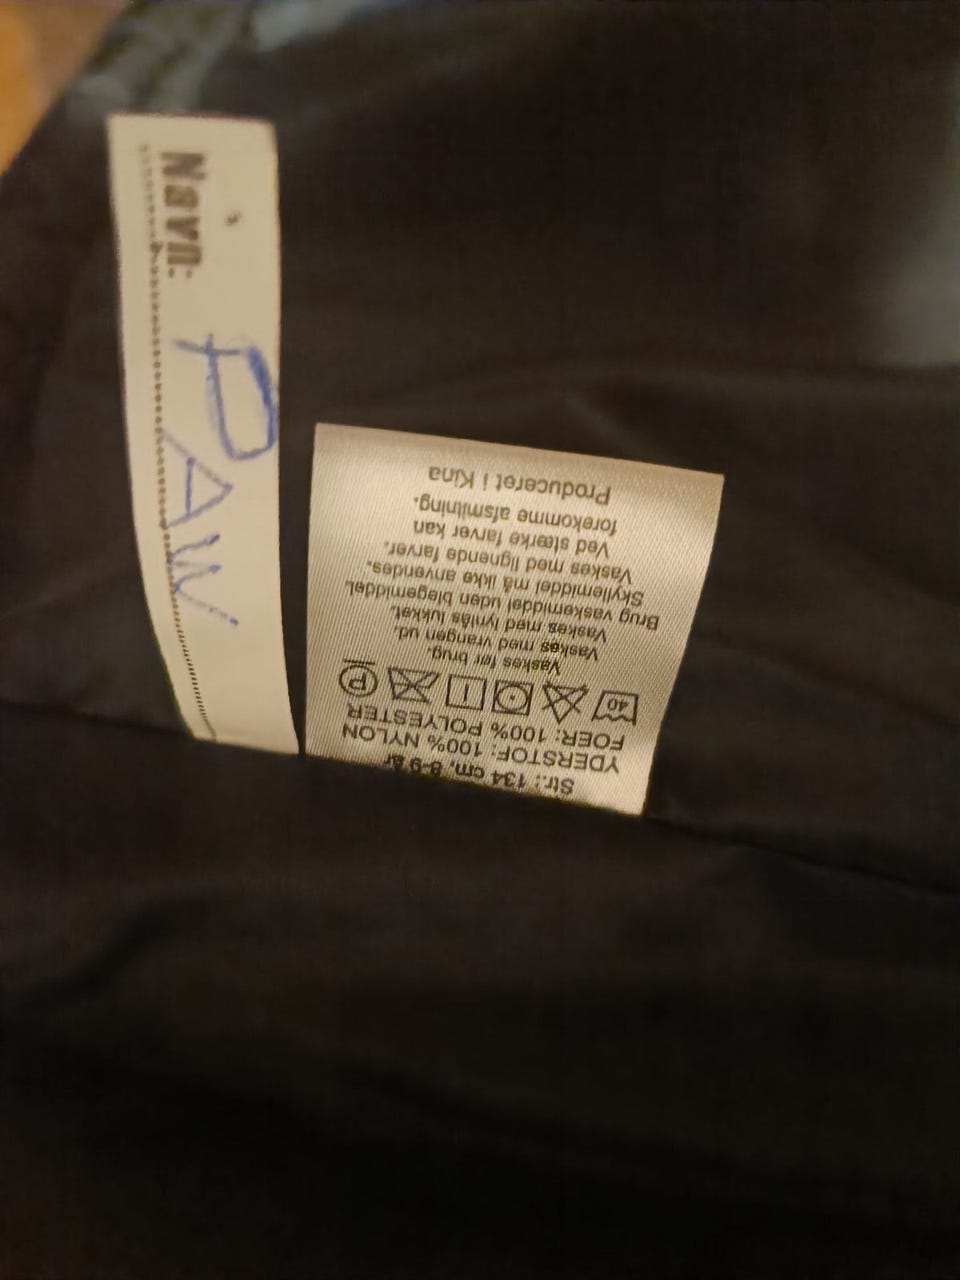 Navn:
PAW
Str.: 134 cm, 8-9 år
YDERSTOF: 100% NYLON
FOER: 100% POLYESTER
40 P
Vaskes før brug.
Vaskes med vrangen ud.
Vaskes med lynlås lukket.
Brug vaskemiddel uden blegemiddel.
Skyllemiddel må ikke anvendes.
Vaskes med lignende farver.
Ved stærke farver kan
forekomme afsmitning.
Produceret i Kina